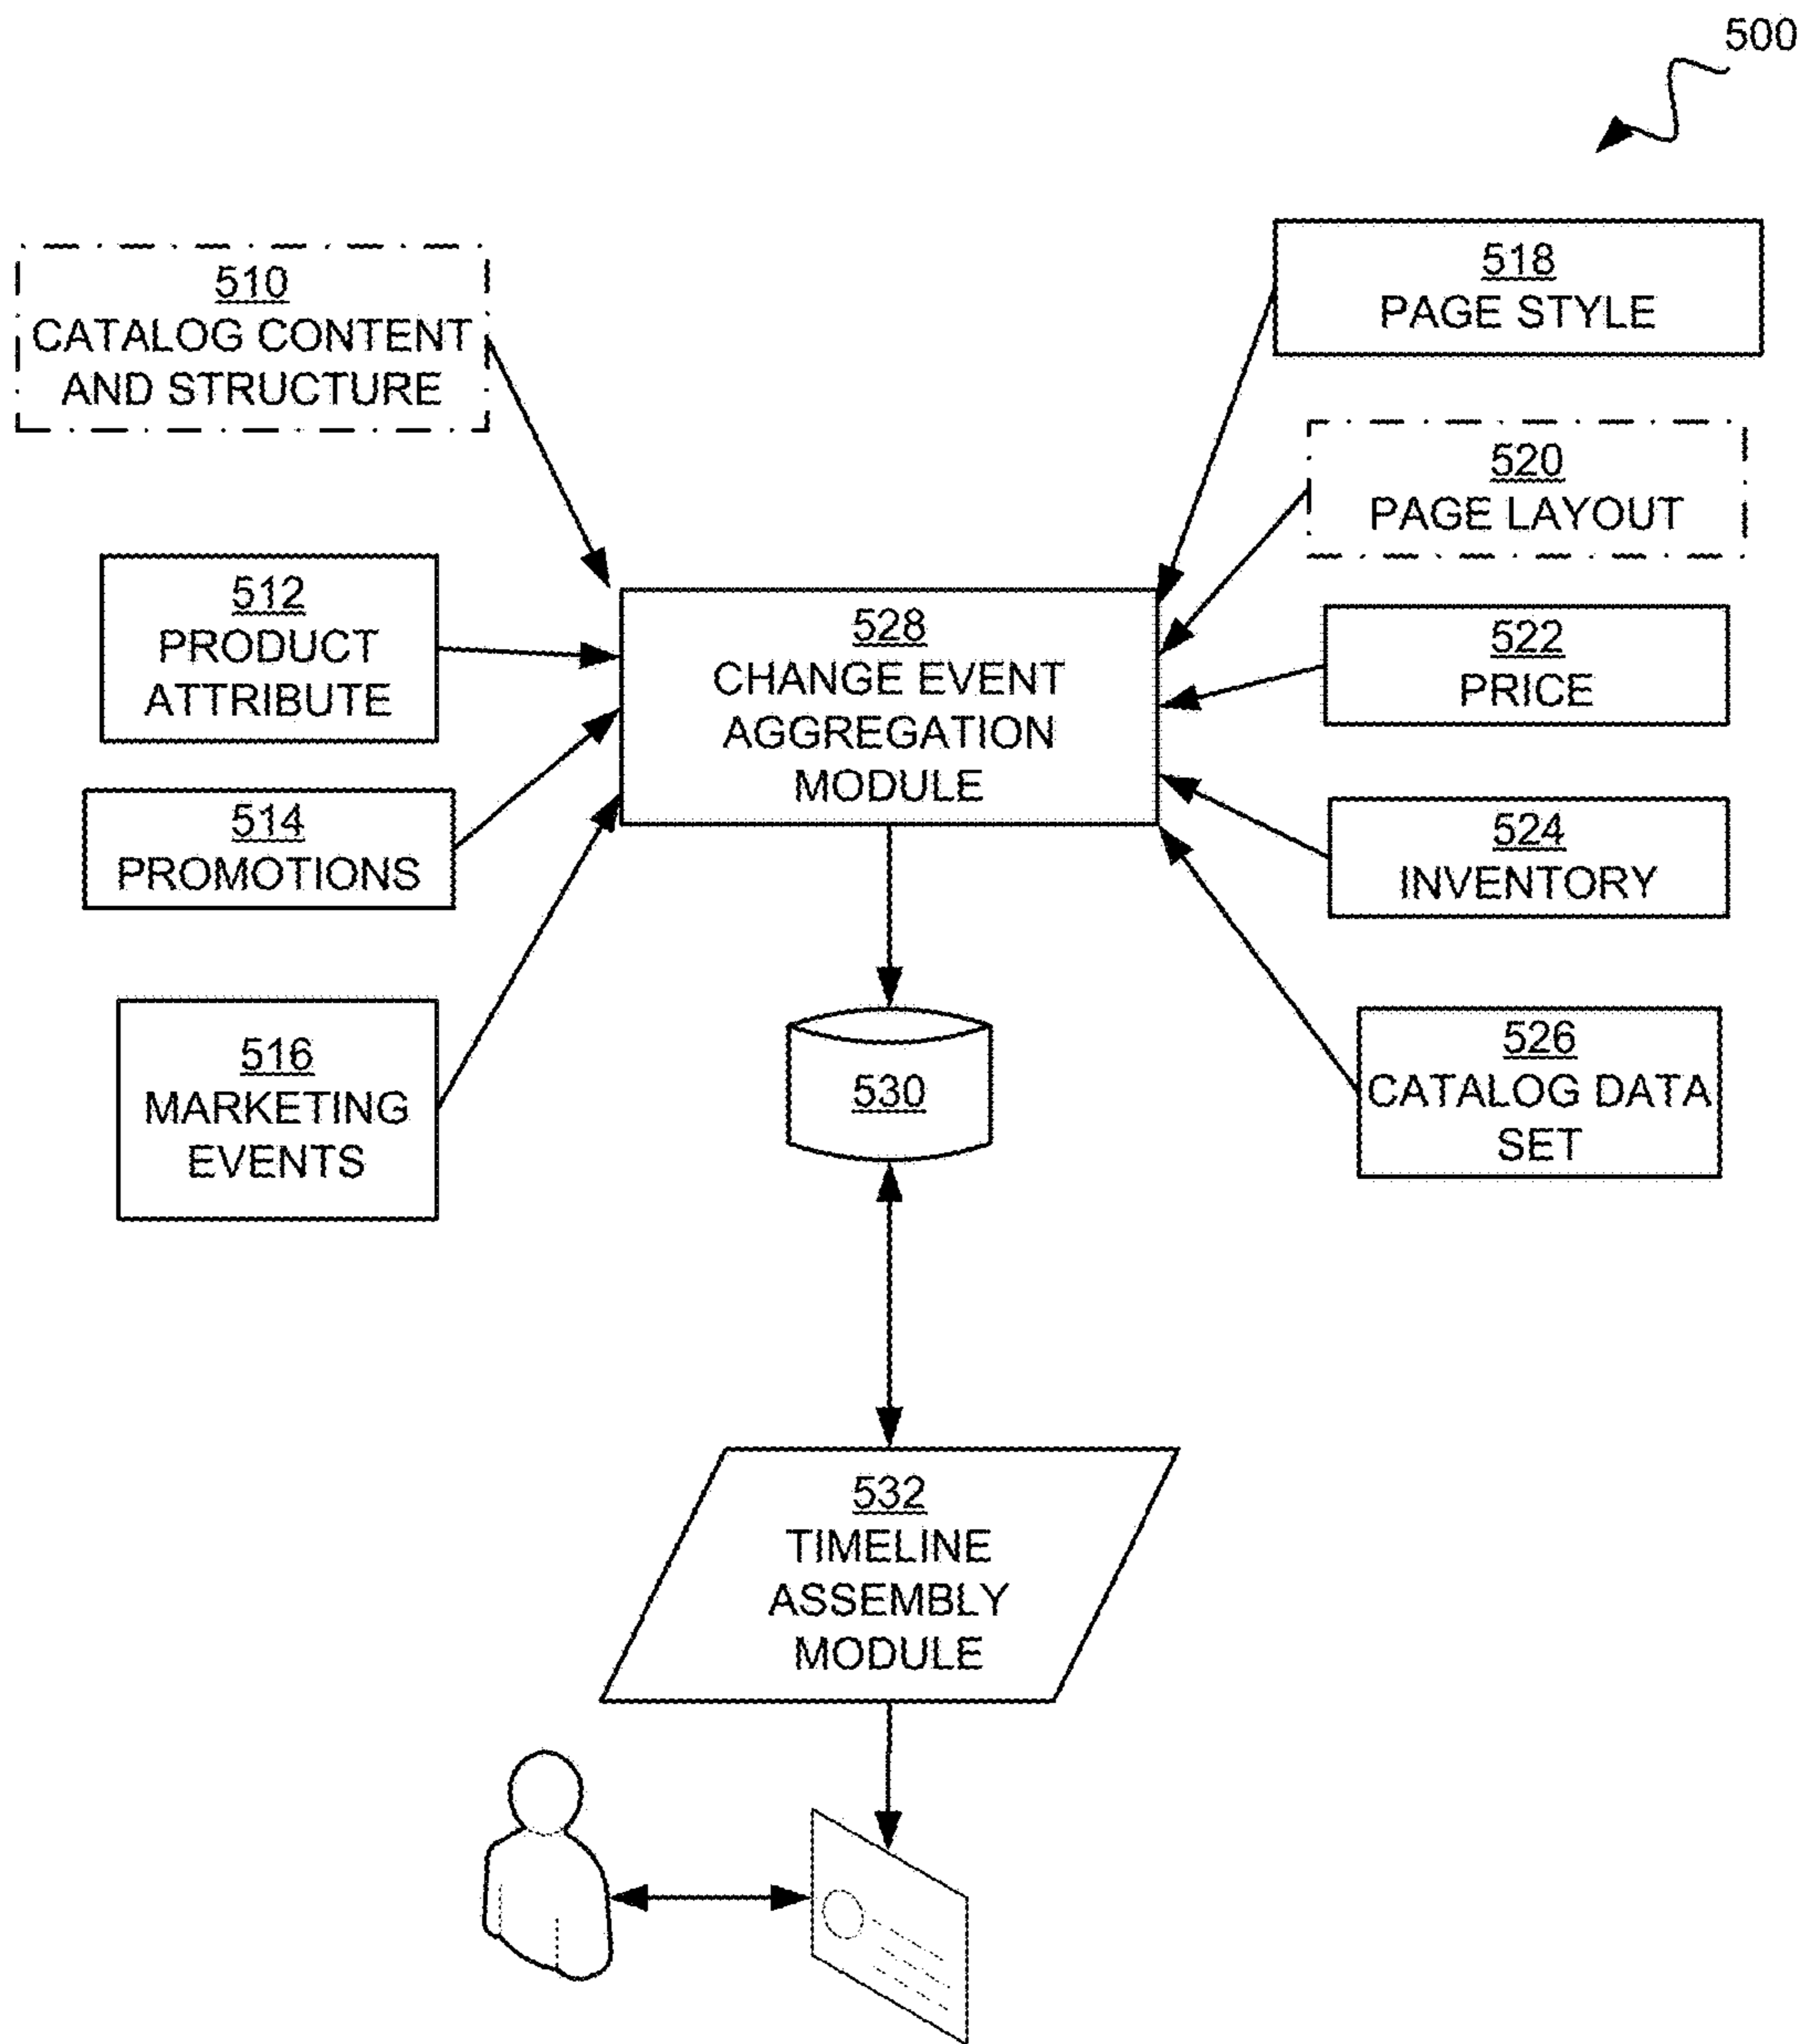 500
510
CATALOG CONTENT
AND STRUCTURE
512
PRODUCT
ATTRIBUTE
514
PROMOTIONS
516
MARKETING
EVENTS
528
CHANGE EVENT
AGGREGATION
MODULE
518
PAGE STYLE
520
PAGE LAYOUT
522
PRICE
524
INVENTORY
526
CATALOG DATA
SET
530
532
TIMELINE
ASSEMBLY
MODULE